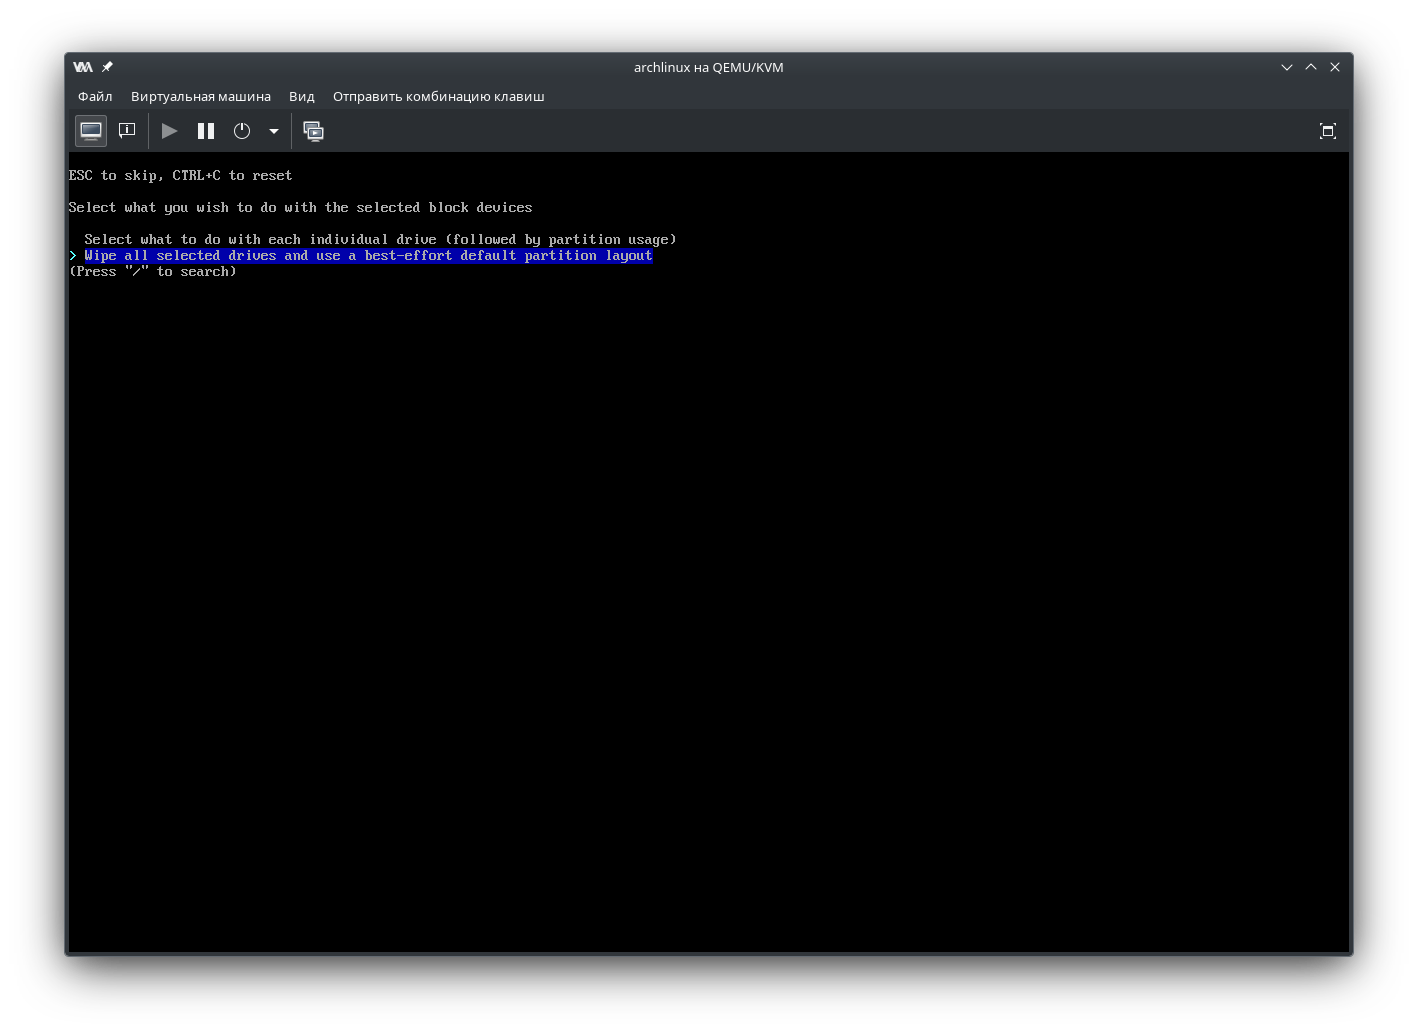 archlinux на QEMU/KVM
Файл Виртуальная машина Вид Отправить комбинацию клавиш
ESC to skip, CTRL+C to reset
Select what you wish to do with the selected block devices
Select what to do with each individual drive (followed by partition usage)
> Wipe all selected drives and use a best-effort default partition layout
(Press "/" to search)